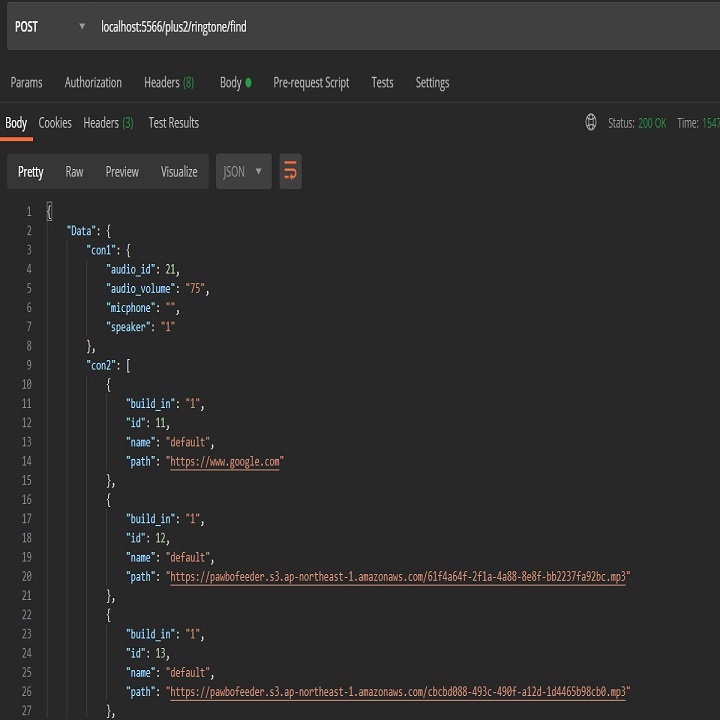 POST localhost:5566/plus2/ringtone/find
Params Authorization Headers (8) Body Pre-request Script Tests Settings
Body Cookies Headers (3) Test Results Status: 200 OK Time: 1547
Pretty Raw Preview Visualize JSON
1 {
2 "Data": {
3 "con1": {
4 "audio_id": 21,
5 "audio_volume": "75",
6 "micphone": "",
7 "speaker": "1"
8 },
9 "con2": [
10 {
11 "build_in": "1",
12 "id": 11,
13 "name": "default",
14 "path": "https://www.google.com"
15 },
16 {
17 "build_in": "1",
18 "id": 12,
19 "name": "default",
20 "path": "https://pawbofeeder.s3.ap-northeast-1.amazonaws.com/61f4a64f-2f1a-4a88-8e8f-bb2237fa92bc.mp3"
21 },
22 {
23 "build_in": "1",
24 "id": 13,
25 "name": "default",
26 "path": "https://pawbofeeder.s3.ap-northeast-1.amazonaws.com/cbcbd088-493c-490f-a12d-1d4465b98cb0.mp3"
27 },